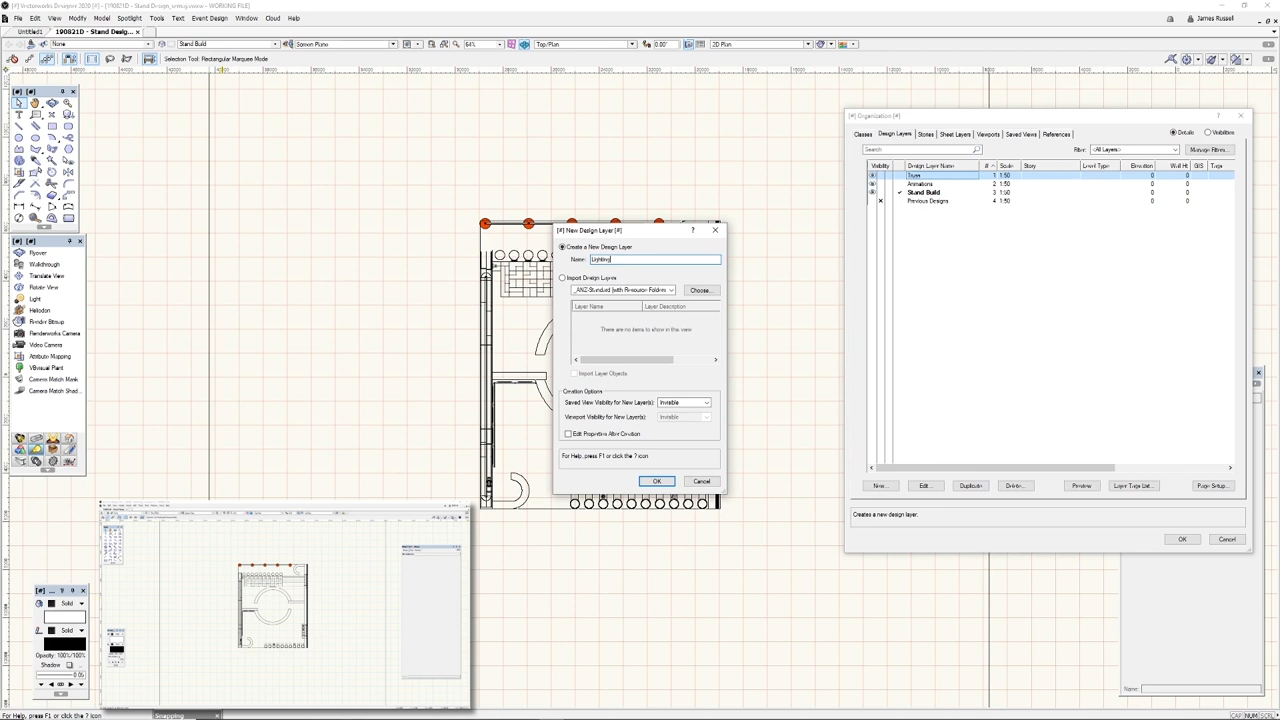 Vectorworks Designer 2020
File Edit View Modify Model Spotlight Tools Text Event Design Window Cloud Help
James Russell
Untitled1 190821D - Stand Desig...
None Stand Build Screen Plane 64% Top/Plan 0.00° 2D Plan
Selection Tool: Rectangular Marquee Mode
Flyover
Walkthrough
Translate View
Rotate View
Light
Heliodon
Render Bitmap
Renderworks Camera
Video Camera
Attribute Mapping
VBvisual Plant
Camera Match Mask
Camera Match Shad...
[#] New Design Layer [#] ?
Create a New Design Layer
Name: Lighting
Import Design Layers
Choose...
Layer Name Layer Description
There are no items to show in this view
Import Layer Objects
Creation Options
Saved View Visibility for New Layer(s): Invisible
Viewport Visibility for New Layer(s): Invisible
Edit Properties After Creation
For Help, press F1 or click the ? icon
OK Cancel
[#] Organization [#] ?
Classes Design Layers Stories Sheet Layers Viewports Saved Views References Details Visibilities
Search Filter: <All Layers> Manage Filters...
Visibility Design Layer Name # Scale Story Level Type Elevation Wall Ht GIS Tags
Truss 1 1:50 0 0
Animations 2 1:50 0 0
Stand Build 3 1:50 0 0
Previous Designs 4 1:50 0 0
New... Edit... Duplicate Delete... Preview Layer Tags List... Page Setup...
Creates a new design layer.
OK Cancel
Solid
Solid
Opacity: 100%/100%
Shadow
0.05
Name:
For Help, press F1 or click the ? icon
CAP NUM SCRL